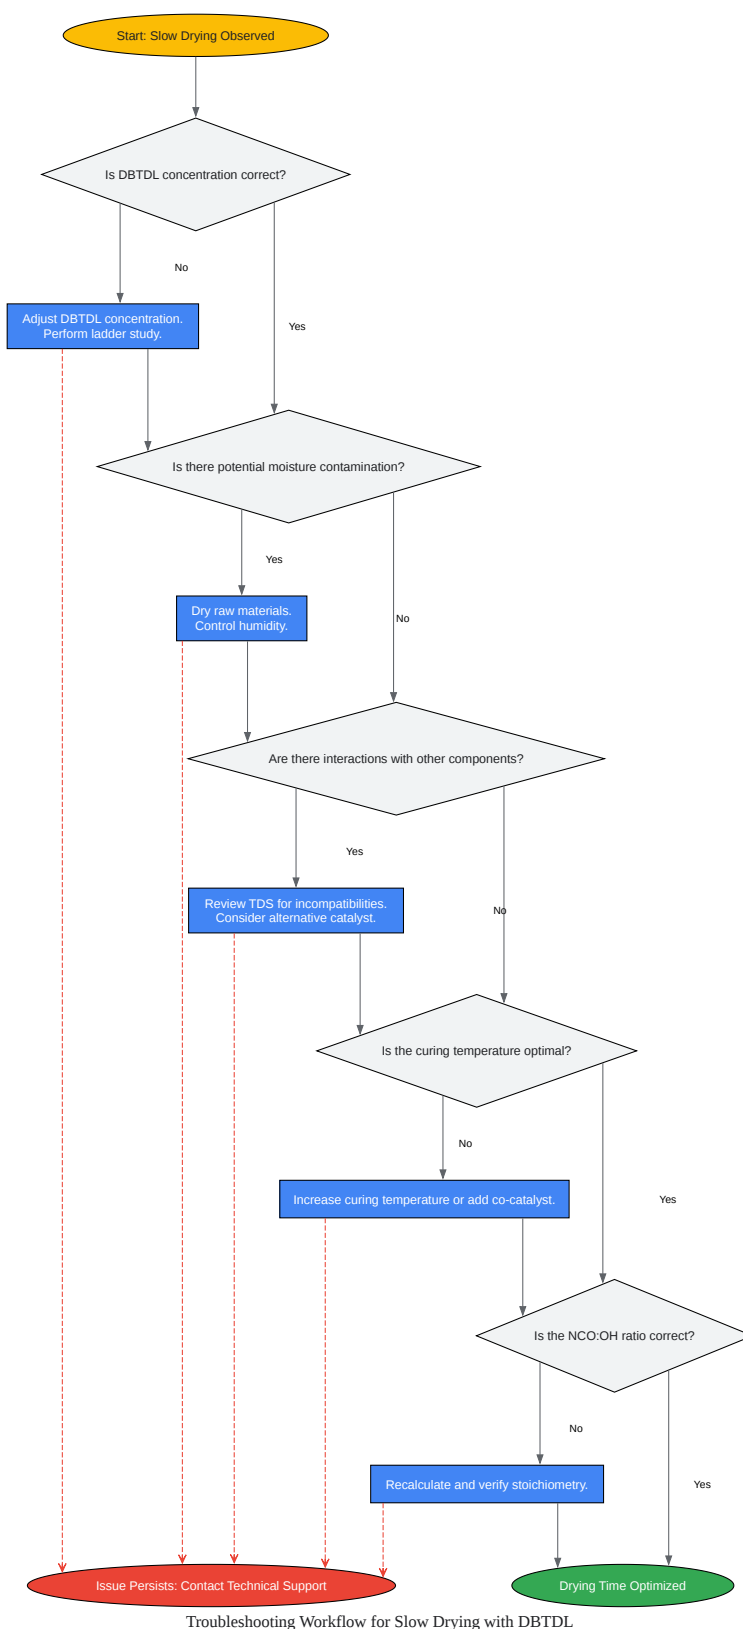 Start: Slow Drying Observed
Is DBTDL concentration correct?
No
Adjust DBTDL concentration.
Perform ladder study.
Yes
Is there potential moisture contamination?
Yes
Dry raw materials.
Control humidity.
No
Are there interactions with other components?
Yes
Review TDS for incompatibilities.
Consider alternative catalyst.
No
Is the curing temperature optimal?
No
Increase curing temperature or add co-catalyst.
Yes
Is the NCO:OH ratio correct?
No
Recalculate and verify stoichiometry.
Yes
Issue Persists: Contact Technical Support
Drying Time Optimized
Troubleshooting Workflow for Slow Drying with DBTDL